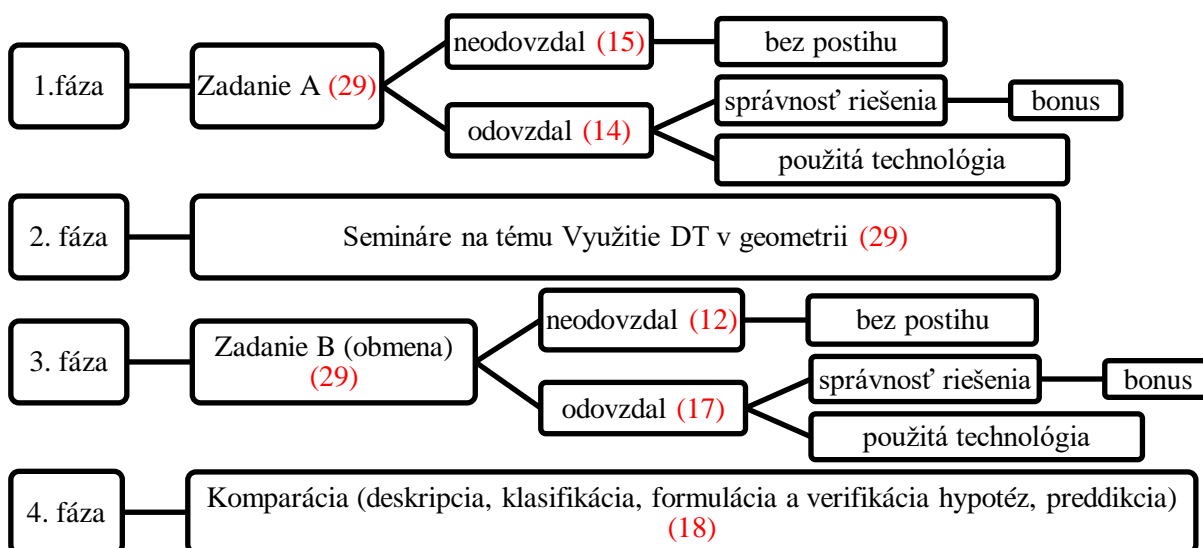 1.fáza
Zadanie A (29)
neodovzdal (15)
bez postihu
odovzdal (14)
správnosť riešenia
bonus
použitá technológia
2. fáza
Semináre na tému Využitie DT v geometrii (29)
3. fáza
Zadanie B (obmena)
(29)
neodovzdal (12)
bez postihu
odovzdal (17)
správnosť riešenia
bonus
použitá technológia
4. fáza
Komparácia (deskripcia, klasifikácia, formulácia a verifikácia hypotéz, preddikcia)
(18)